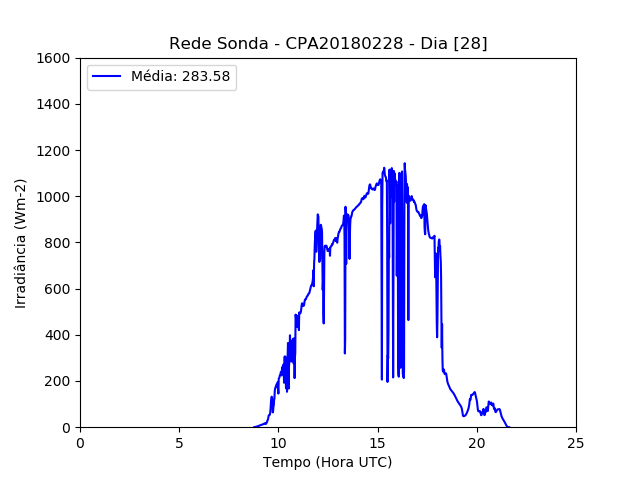 Rede Sonda - CPA20180228 - Dia [28]
Média: 283.58
1600
1400
1200
1000
800
600
400
200
0
0 5 10 15 20 25
Irradiância (Wm-2)
Tempo (Hora UTC)